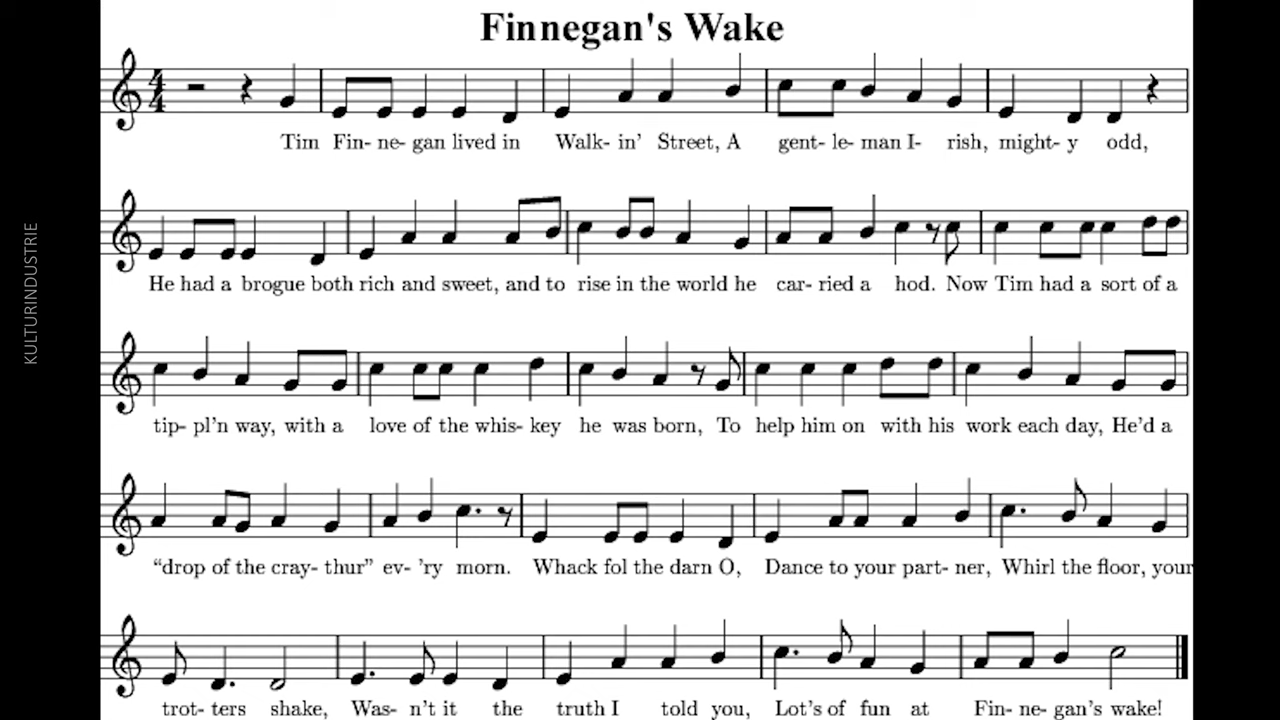 Finnegan's Wake
KULTURINDUSTRIE
4
4
Tim Fin- ne- gan lived in Walk- in' Street, A gent- le- man I- rish, might- y odd,
He had a brogue both rich and sweet, and to rise in the world he car- ried a hod. Now Tim had a sort of a
tip- pl'n way, with a love of the whis- key he was born, To help him on with his work each day, He'd a
“drop of the cray- thur” ev- 'ry morn. Whack fol the darn O, Dance to your part- ner, Whirl the floor, your
trot- ters shake, Was- n't it the truth I told you, Lot's of fun at Fin- ne- gan's wake!